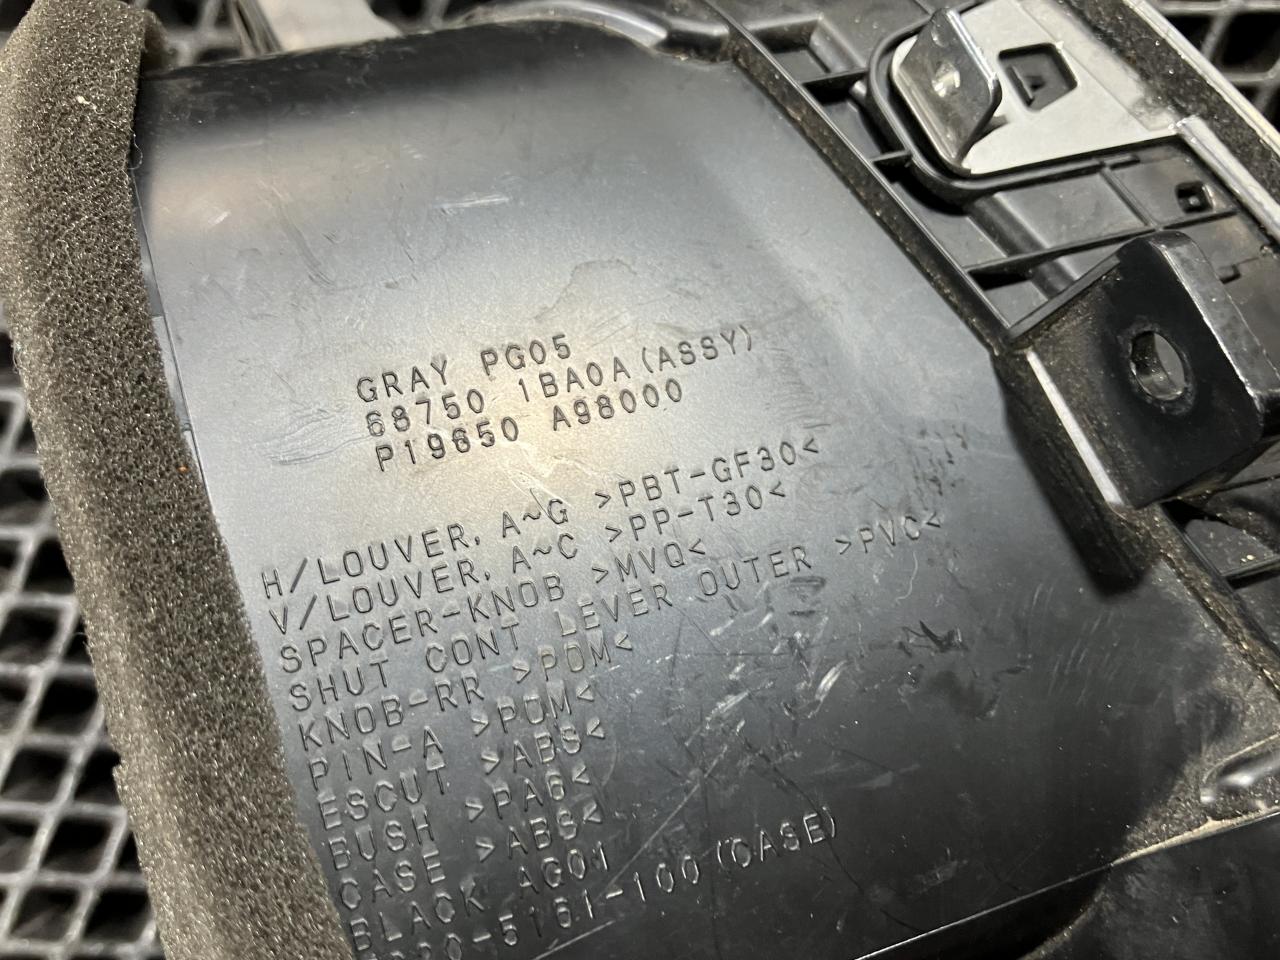 GRAY PG05
68750 1BA0A(ASSY)
P19650 A98000
H/LOUVER, A~G >PBT-GF30<
V/LOUVER, A~C >PP-T30<
SPACER-KNOB >MVQ<
SHUT CONT LEVER OUTER >PVC<
KNOB-RR >POM<
PIN-A >POM<
ESCUT >ABS<
BUSH >PA6<
CASE >ABS<
BLACK AG01
(CASE)